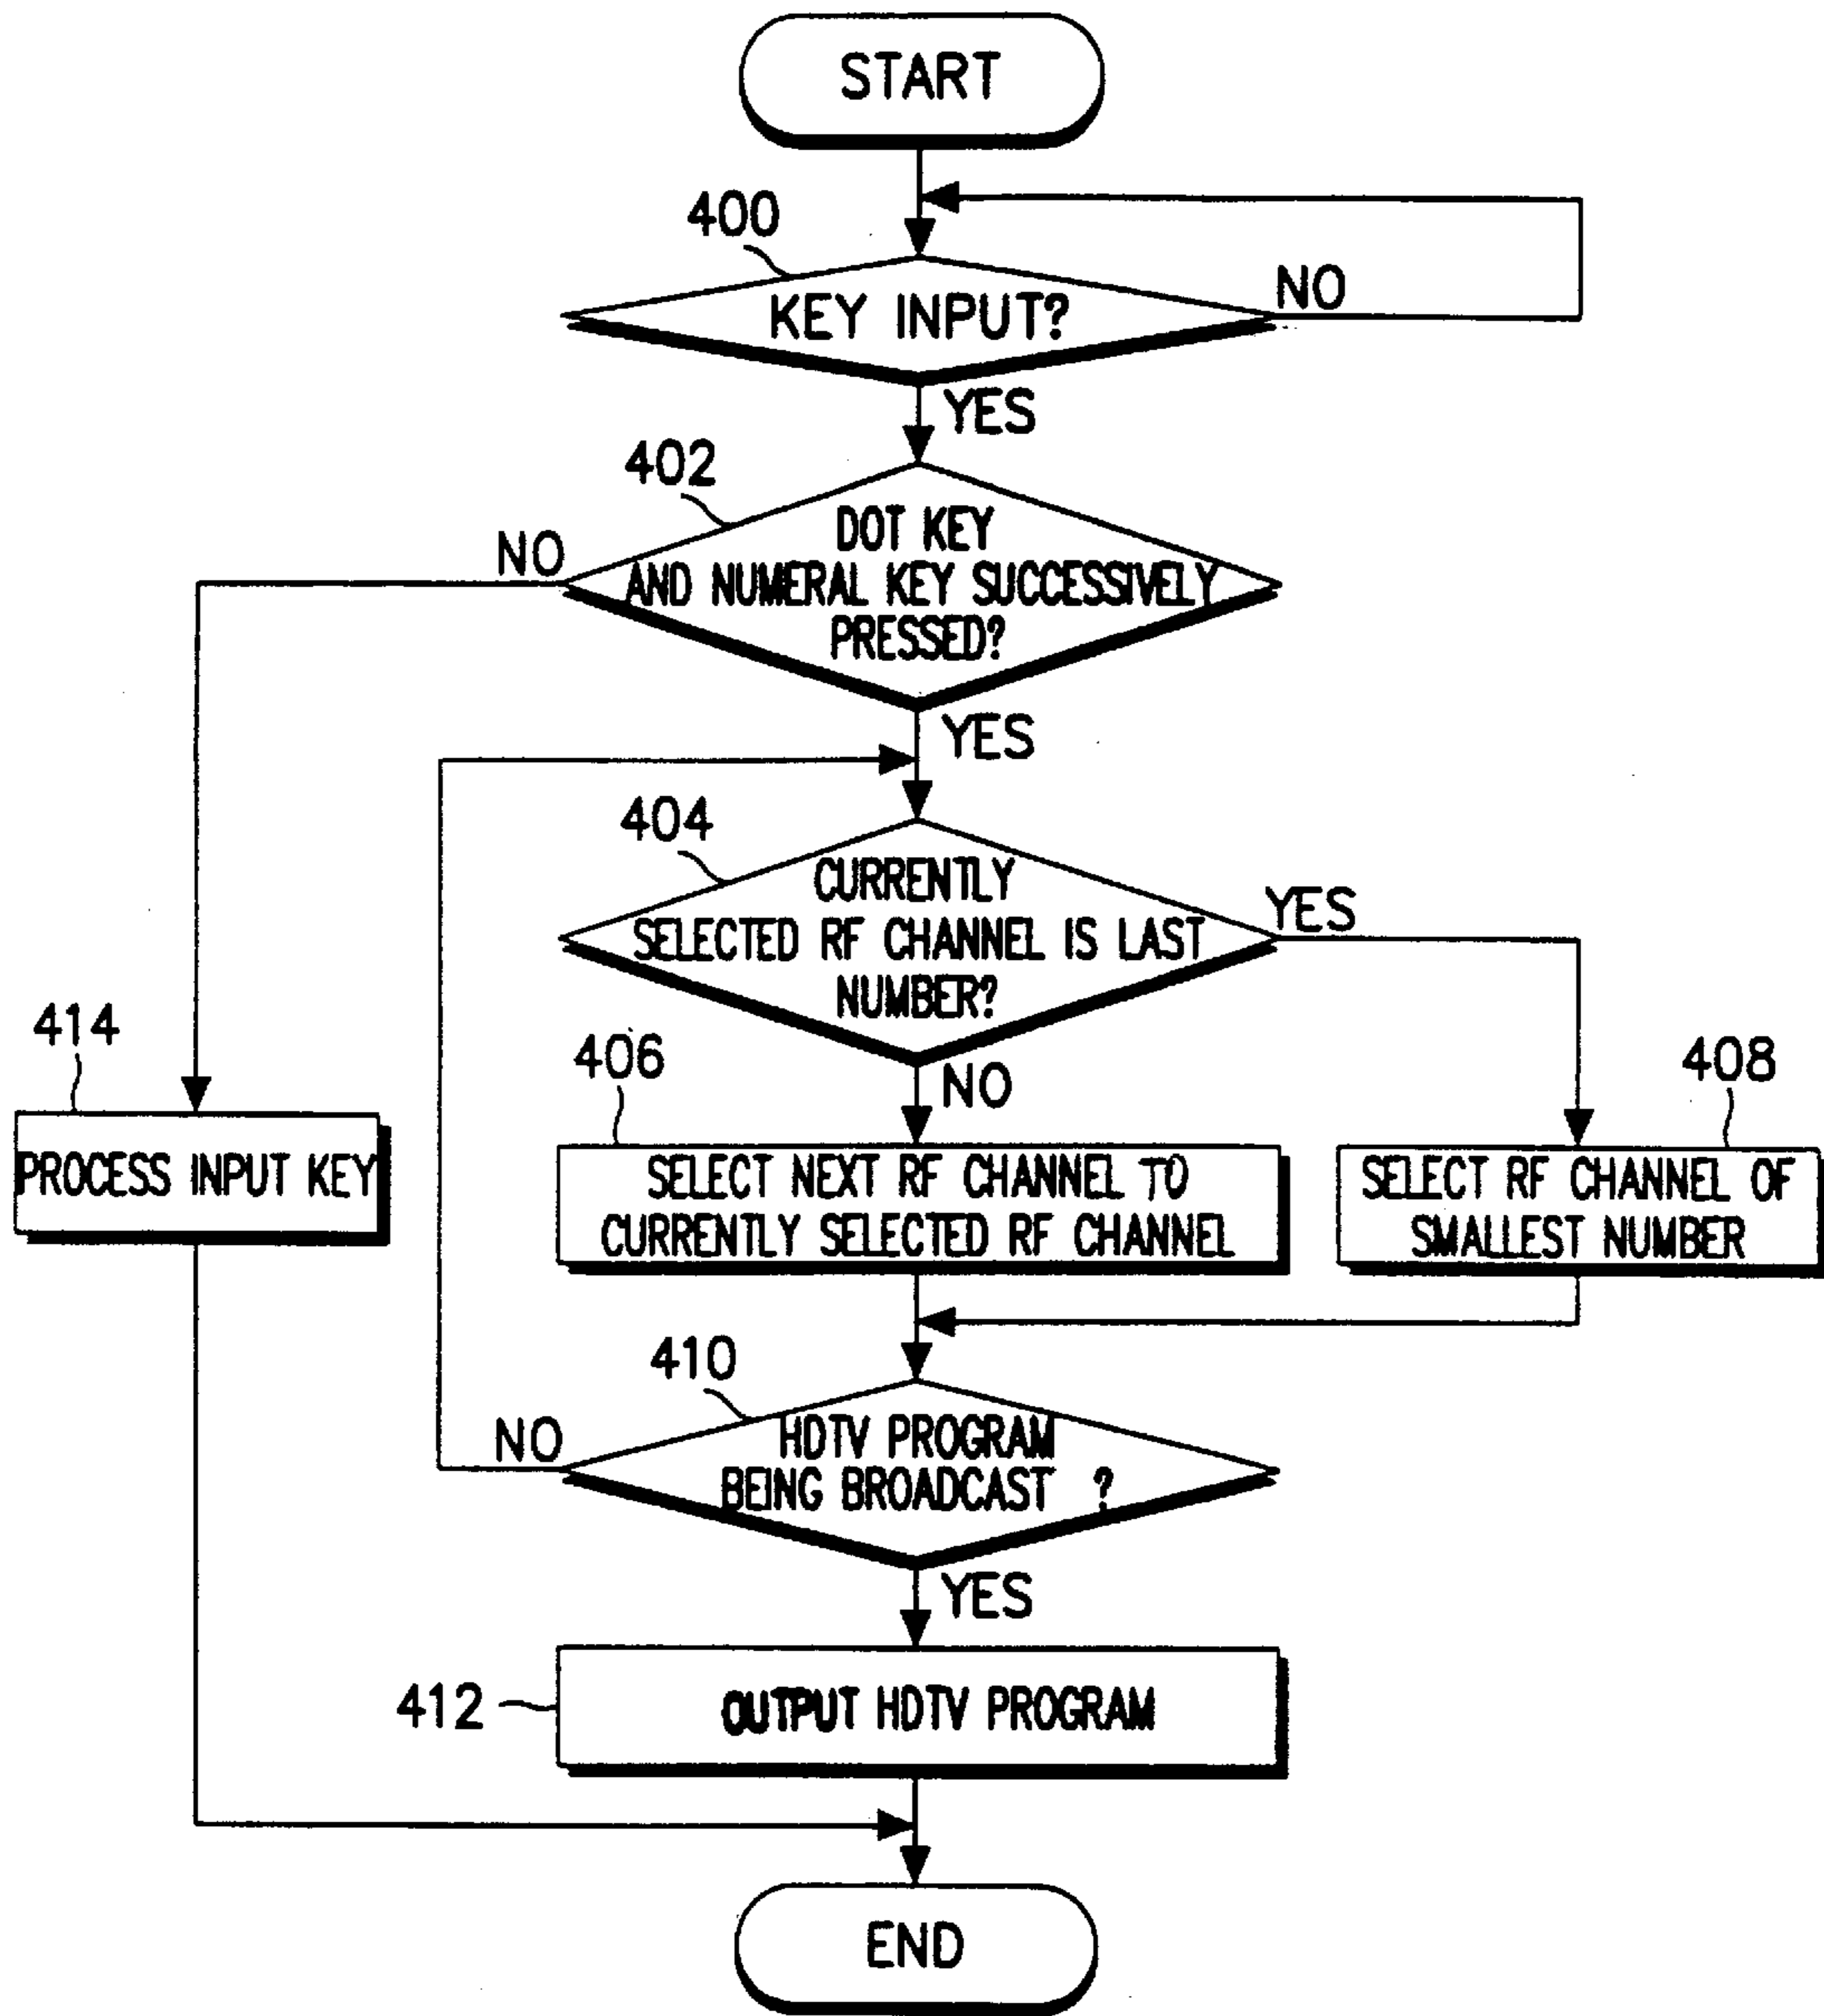 START
400
KEY INPUT?
NO
YES
402
DOT KEY
AND NUMERAL KEY SUCCESSIVELY
PRESSED?
NO
YES
404
CURRENTLY
SELECTED RF CHANNEL IS LAST
NUMBER?
YES
NO
414
PROCESS INPUT KEY
406
SELECT NEXT RF CHANNEL TO
CURRENTLY SELECTED RF CHANNEL
408
SELECT RF CHANNEL OF
SMALLEST NUMBER
410
HDTV PROGRAM
BEING BROADCAST ?
NO
YES
412
OUTPUT HDTV PROGRAM
END